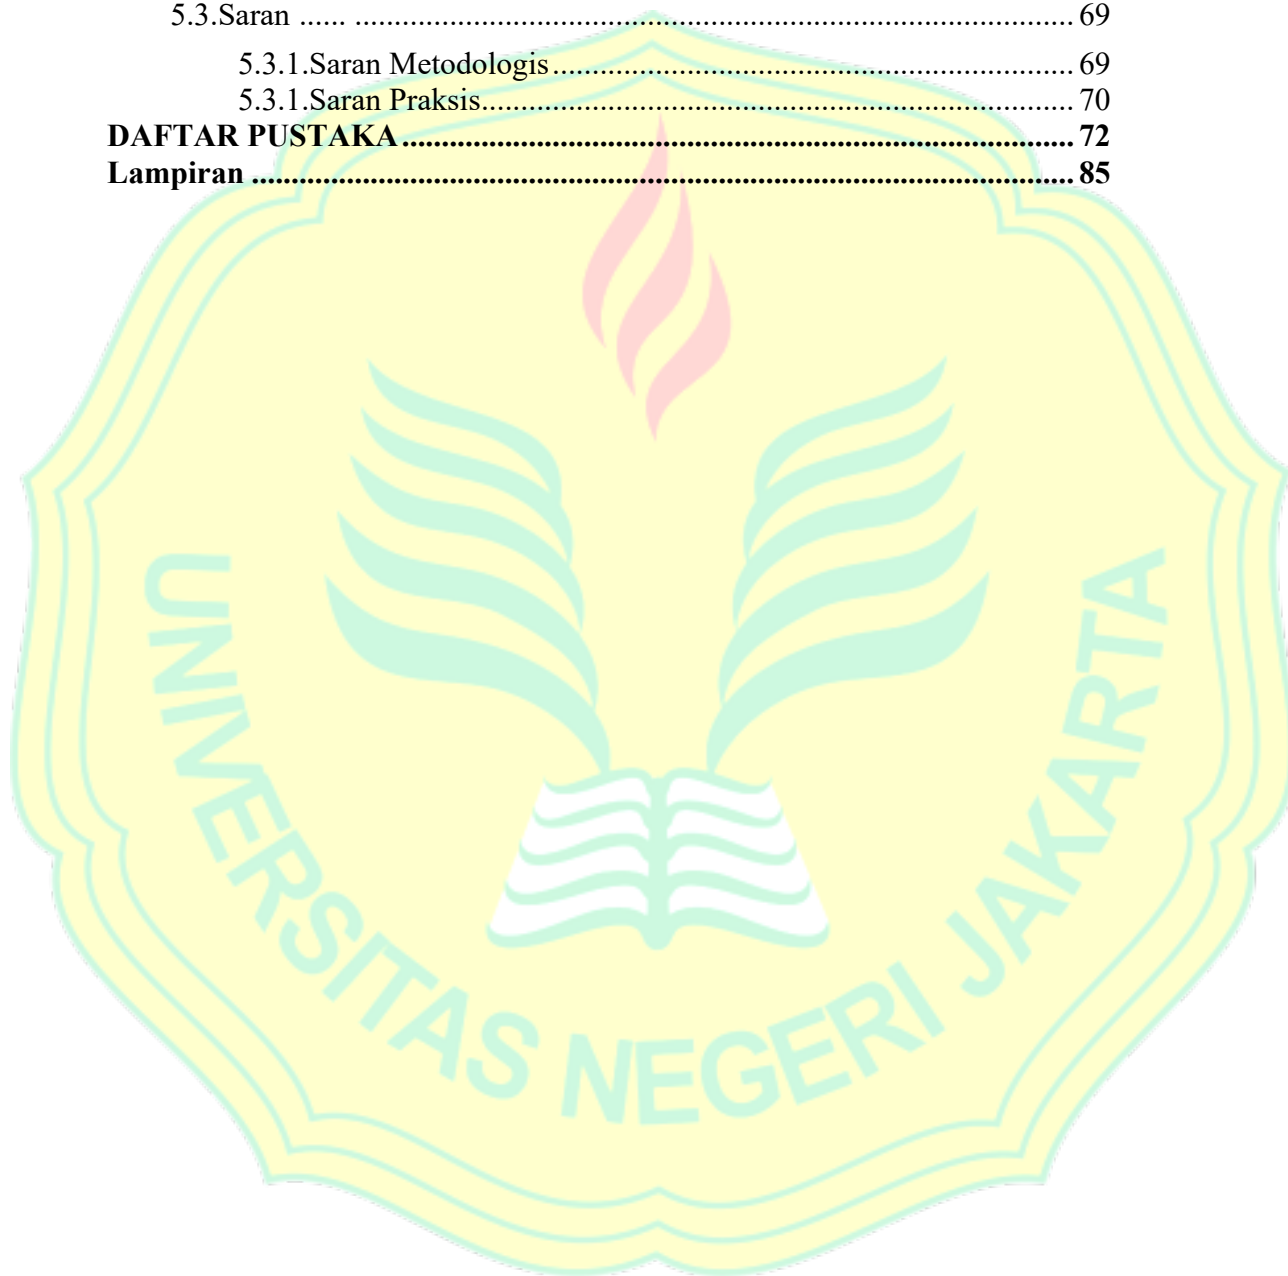 5.3.Saran ...... ............................................................................................ 69
5.3.1.Saran Metodologis................................................................... 69
5.3.1.Saran Praksis............................................................................ 70
DAFTAR PUSTAKA...................................................................................... 72
Lampiran ......................................................................................................... 85
UNIVERSITAS NEGERI JAKARTA